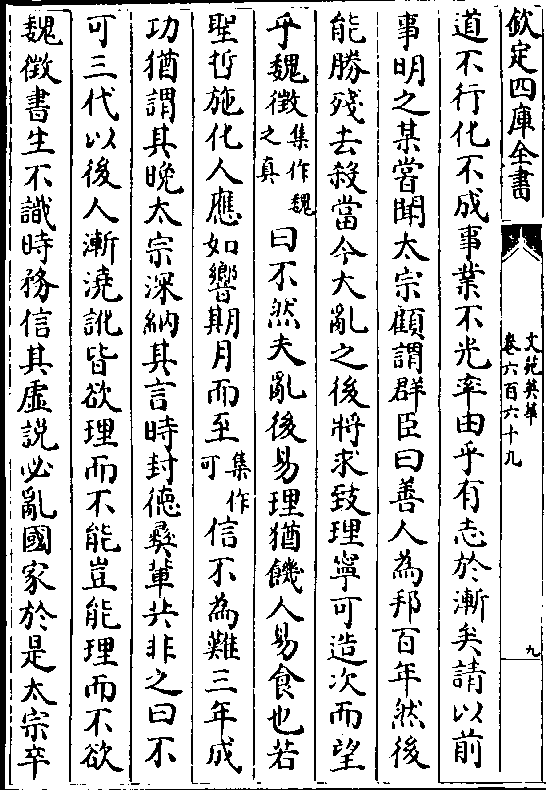 欽定四庫全書
文苑英華
卷六百六十九
九
道不行化不成事業不光率由乎有志於漸矣請以前
事明之某嘗聞太宗顧謂群臣曰善人為邦百年然後
能勝殘去殺當今大亂之後將求致理寧可造次而望
乎魏徵集作魏之真曰不然夫亂後易理猶饑人易食也若
聖哲施化人應如響期月而至集作可信不為難三年成
功猶謂其晚太宗深納其言時封德彝輩共非之曰不
可三代以後人漸澆訛皆欲理而不能豈能理而不欲
魏徵書生不識時務信其虛說必亂國家於是太宗卒